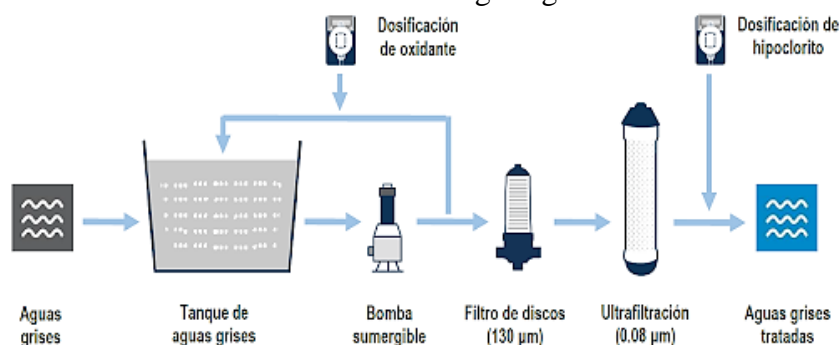 Dosificación
de oxidante
Dosificación de
hipoclorito
Aguas
grises
Tanque de
aguas grises
Bomba
sumergible
Filtro de discos
(130 µm)
Ultrafiltración
(0.08 µm)
Aguas grises
tratadas